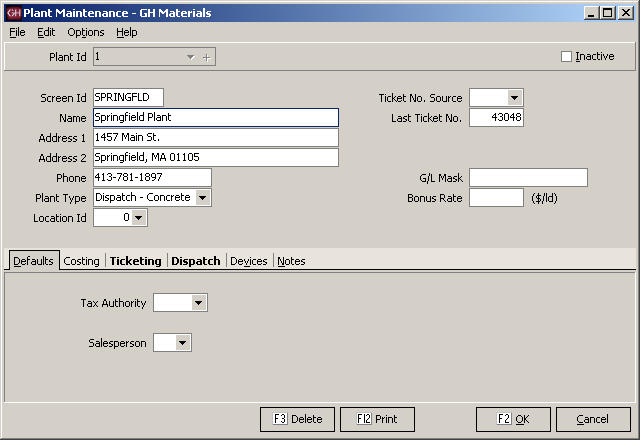 GH Plant Maintenance - GH Materials
File Edit Options Help
Plant Id 1 Inactive
Screen Id SPRINGFLD Ticket No. Source
Name Springfield Plant Last Ticket No. 43048
Address 1 1457 Main St.
Address 2 Springfield, MA 01105
Phone 413-781-1897 G/L Mask
Plant Type Dispatch - Concrete Bonus Rate ($/ld)
Location Id 0
Defaults Costing Ticketing Dispatch Devices Notes
Tax Authority
Salesperson
F3 Delete F12 Print F2 OK Cancel